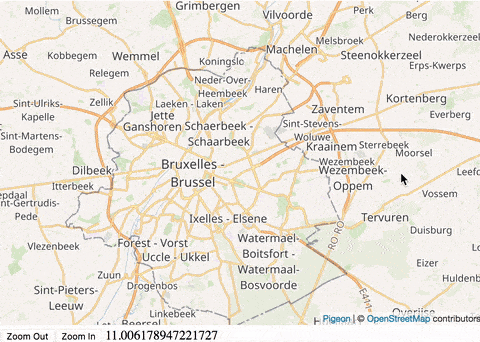 Grimbergen
Mollem
Brussegem
Vilvoorde
Perk
Berg
Melsbroek
Machelen
Nederokkerzeel
Asse
Kobbegem
Wemmel
Koningslo
Steenokkerzeel
Erps-Kwerps
Relegem
Neder-Over-
Heembeek
Haren
Zellik
Laeken - Laken
Kortenberg
Sint-Ulriks-
Kapelle
Jette
Zaventem
Everberg
Ganshoren
Schaerbeek -
Schaarbeek
Sint-Stevens-
Woluwe
Sint-Martens-
Bodegem
Kraainem
Sterrebeek
Moorsel
Bruxelles -
Brussel
Wezembeek
Wezembeek-
Oppem
Dilbeek
Leefd
Itterbeek
Vossem
epdaal
Sint-Gertrudis-
Pede
Ixelles - Elsene
Tervuren
Duisburg
Vlezenbeek
Forest - Vorst
Watermael-
Boitsfort -
Watermaal-
Bosvoorde
RO RO
Uccle - Ukkel
Eizer
Zuun
Huldenb
Sint-Pieters-
Leeuw
Drogenbos
E411
Linkebeek
Overijse
Beersel
Pigeon | © OpenStreetMap contributors
Zoom Out
Zoom In
11.006178947221727